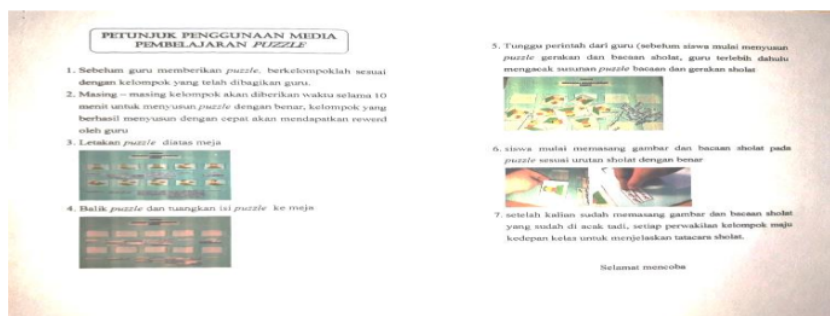 PETUNJUK PENGGUNAAN MEDIA
PEMBELAJARAN PUZZLE
1. Sebelum guru memberikan puzzle, berkelompoklah sesuai
dengan kelompok yang telah dibagikan guru.
2. Masing – masing kelompok akan diberikan waktu selama 10
menit untuk menyusun puzzle dengan benar, kelompok yang
berhasil menyusun dengan cepat akan mendapatkan reword
oleh guru
3. Letakan puzzle diatas meja
4. Balik puzzle dan tuangkan isi puzzle ke meja
5. Tunggu perintah dari guru (sebelum siswa mulai menyusun
puzzle gerakan dan bacaan sholat, guru terlebih dahulu
mengacak susunan puzzle bacaan dan gerakan sholat
6. siswa mulai memasang gambar dan bacaan sholat pada
puzzle sesuai urutan sholat dengan benar
7. setelah kalian sudah memasang gambar dan bacaan sholat
yang sudah di acak tadi, setiap perwakilan kelompok maju
kedepan kelas untuk menjelaskan tatacara sholat.
Selamat mencoba